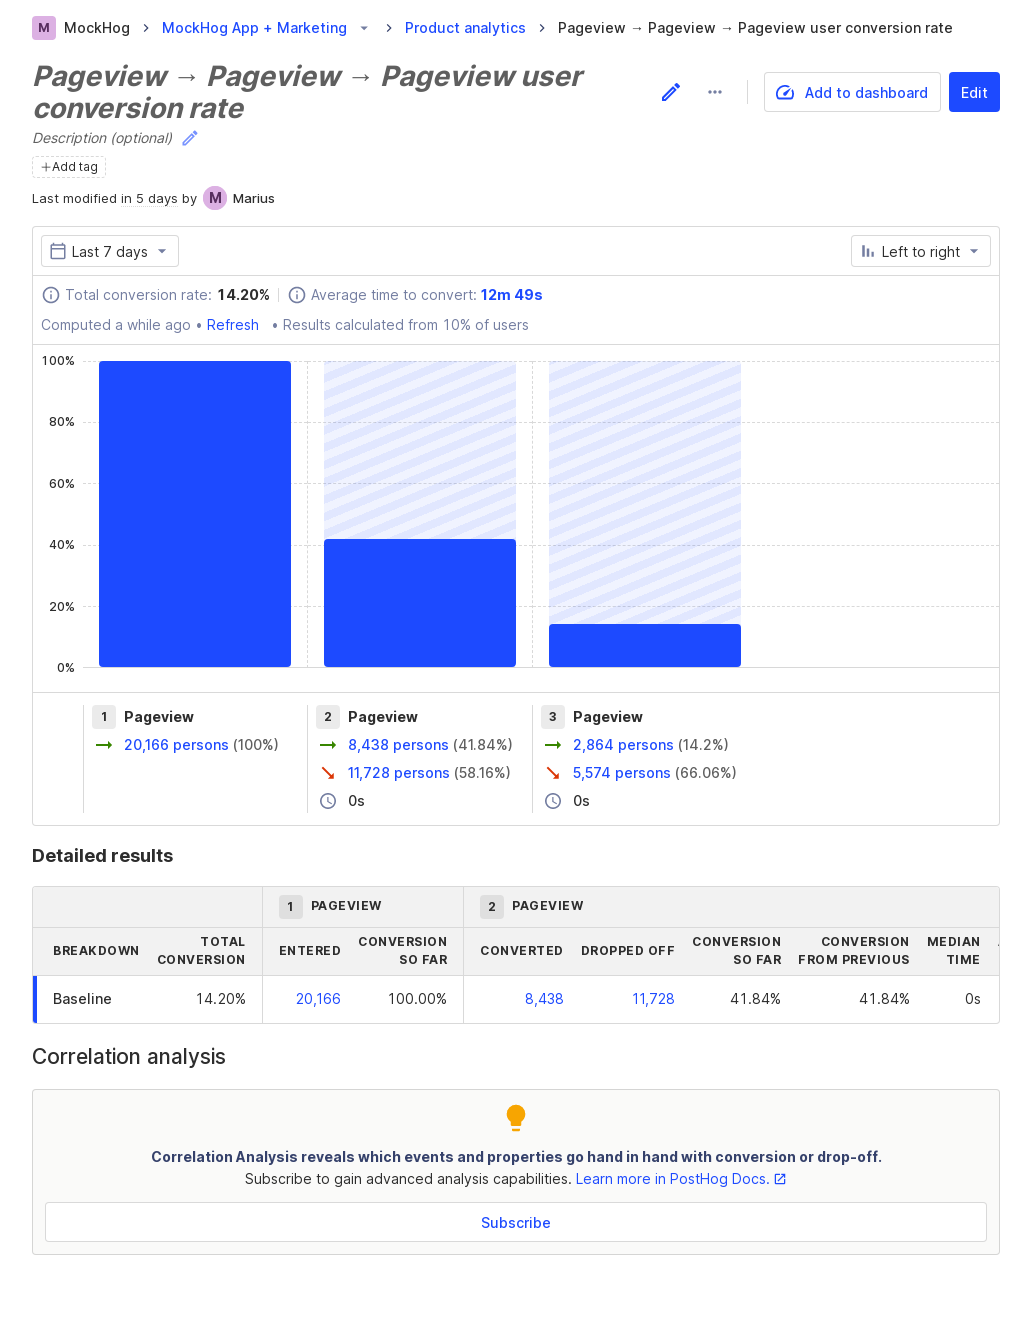 M MockHog > MockHog App + Marketing > Product analytics > Pageview → Pageview → Pageview user conversion rate
Pageview → Pageview → Pageview user
conversion rate
Description (optional)
+Add tag
Last modified in 5 days by M Marius
Add to dashboard
Edit
Last 7 days
Left to right
Total conversion rate: 14.20% Average time to convert: 12m 49s
Computed a while ago • Refresh • Results calculated from 10% of users
100%
80%
60%
40%
20%
0%
1 Pageview
20,166 persons (100%)
2 Pageview
8,438 persons (41.84%)
11,728 persons (58.16%)
0s
3 Pageview
2,864 persons (14.2%)
5,574 persons (66.06%)
0s
Detailed results
1 PAGEVIEW 2 PAGEVIEW
BREAKDOWN TOTAL CONVERSION ENTERED CONVERSION SO FAR CONVERTED DROPPED OFF CONVERSION SO FAR CONVERSION FROM PREVIOUS MEDIAN TIME
Baseline 14.20% 20,166 100.00% 8,438 11,728 41.84% 41.84% 0s
Correlation analysis
Correlation Analysis reveals which events and properties go hand in hand with conversion or drop-off.
Subscribe to gain advanced analysis capabilities. Learn more in PostHog Docs.
Subscribe